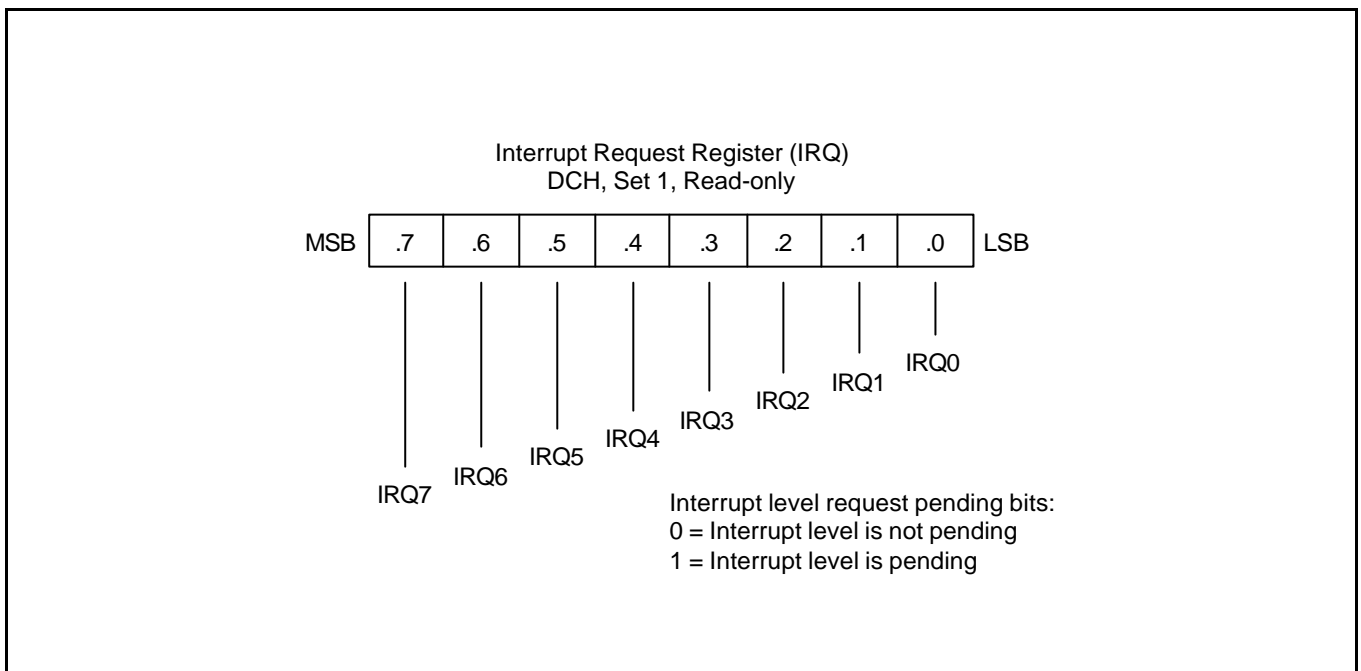 Interrupt Request Register (IRQ)
DCH, Set 1, Read-only
MSB .7 .6 .5 .4 .3 .2 .1 .0 LSB
IRQ0
IRQ1
IRQ2
IRQ3
IRQ4
IRQ5
IRQ6
IRQ7
Interrupt level request pending bits:
0 = Interrupt level is not pending
1 = Interrupt level is pending